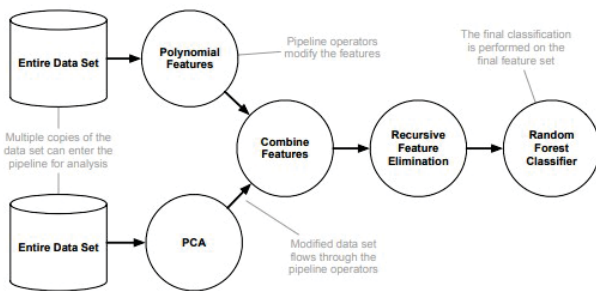 Entire Data Set
Polynomial
Features
Pipeline operators
modify the features
The final classification
is performed on the
final feature set
Multiple copies of the
data set can enter the
pipeline for analysis
Combine
Features
Recursive
Feature
Elimination
Random
Forest
Classifier
Entire Data Set
PCA
Modified data set
flows through the
pipeline operators